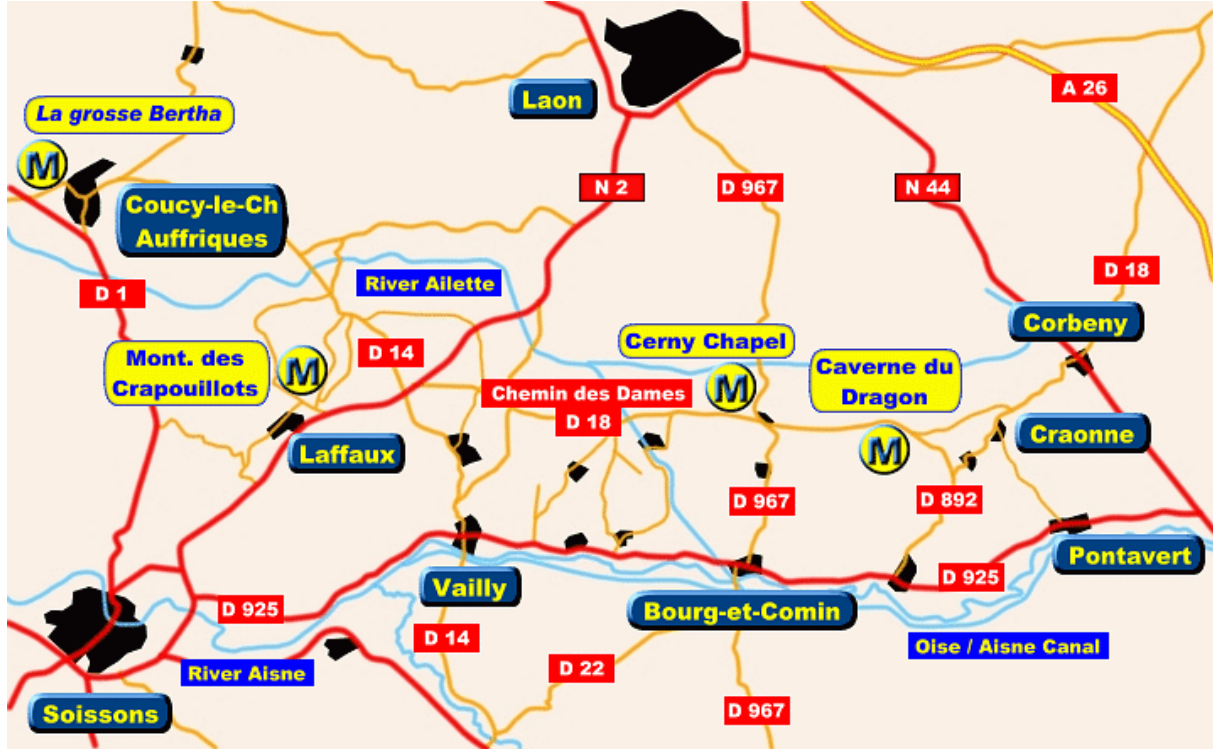 Laon
A 26
La grosse Bertha
M
Coucy-le-Ch
Auffriques
N 2
D 967
N 44
D 1
River Ailette
D 18
Corbeny
Mont. des
Crapouillots
M
D 14
Cerny Chapel
M
Caverne du
Dragon
Chemin des Dames
D 18
Laffaux
M
Craonne
D 967
D 892
Pontavert
Vailly
D 925
D 925
Bourg-et-Comin
D 14
Oise / Aisne Canal
River Aisne
D 22
Soissons
D 967